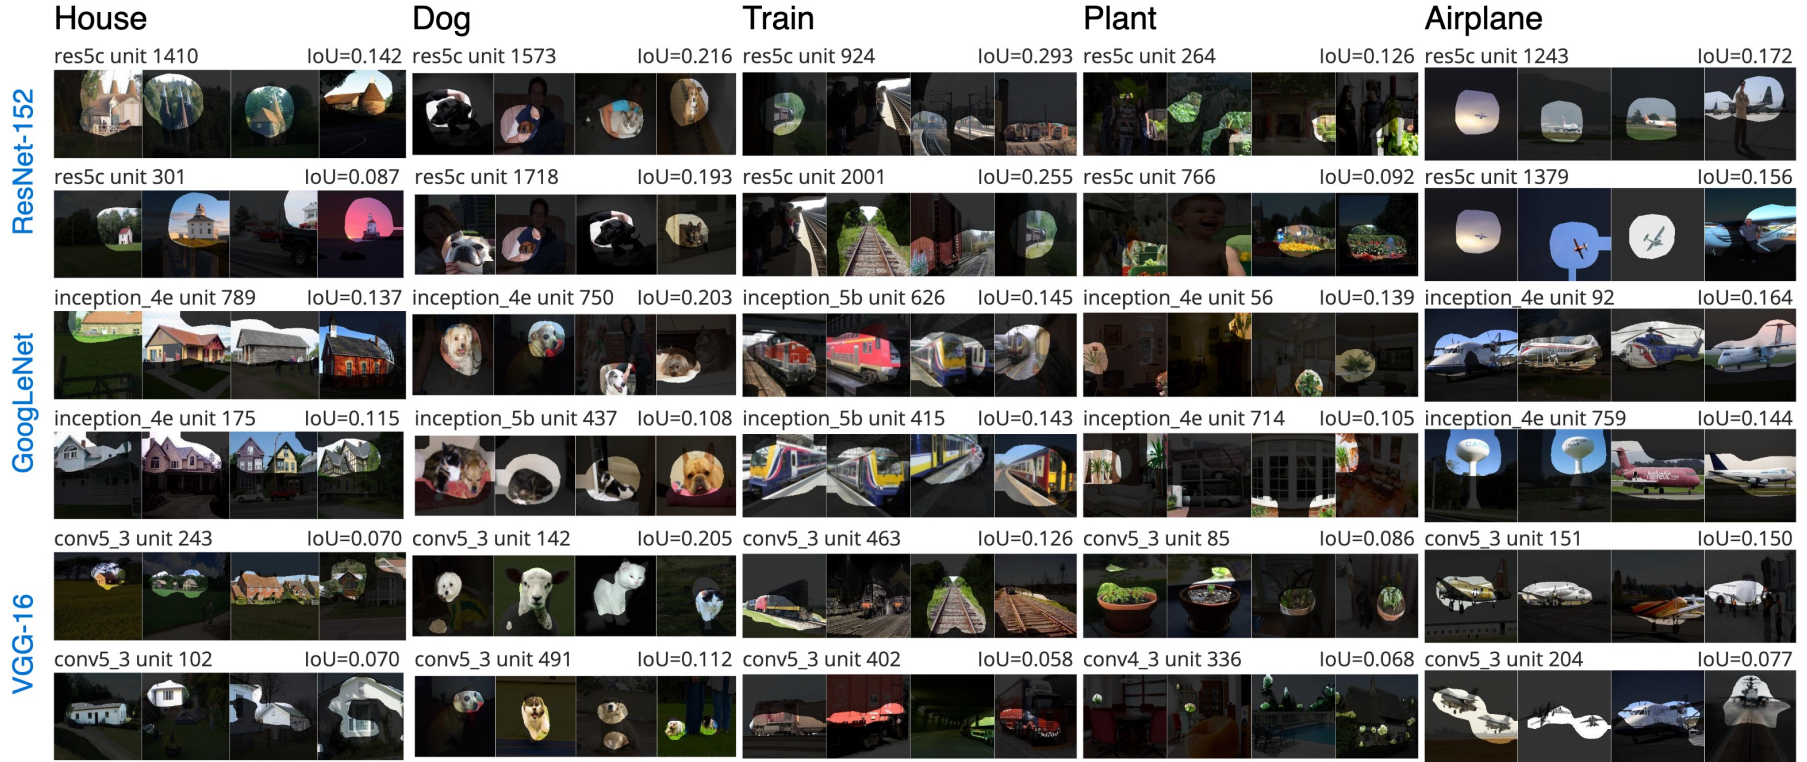 House Dog Train Plant Airplane
ResNet-152
res5c unit 1410 IoU=0.142 res5c unit 1573 IoU=0.216 res5c unit 924 IoU=0.293 res5c unit 264 IoU=0.126 res5c unit 1243 IoU=0.172
res5c unit 301 IoU=0.087 res5c unit 1718 IoU=0.193 res5c unit 2001 IoU=0.255 res5c unit 766 IoU=0.092 res5c unit 1379 IoU=0.156
GoogLeNet
inception_4e unit 789 IoU=0.137 inception_4e unit 750 IoU=0.203 inception_5b unit 626 IoU=0.145 inception_4e unit 56 IoU=0.139 inception_4e unit 92 IoU=0.164
inception_4e unit 175 IoU=0.115 inception_5b unit 437 IoU=0.108 inception_5b unit 415 IoU=0.143 inception_4e unit 714 IoU=0.105 inception_4e unit 759 IoU=0.144
VGG-16
conv5_3 unit 243 IoU=0.070 conv5_3 unit 142 IoU=0.205 conv5_3 unit 463 IoU=0.126 conv5_3 unit 85 IoU=0.086 conv5_3 unit 151 IoU=0.150
conv5_3 unit 102 IoU=0.070 conv5_3 unit 491 IoU=0.112 conv5_3 unit 402 IoU=0.058 conv4_3 unit 336 IoU=0.068 conv5_3 unit 204 IoU=0.077